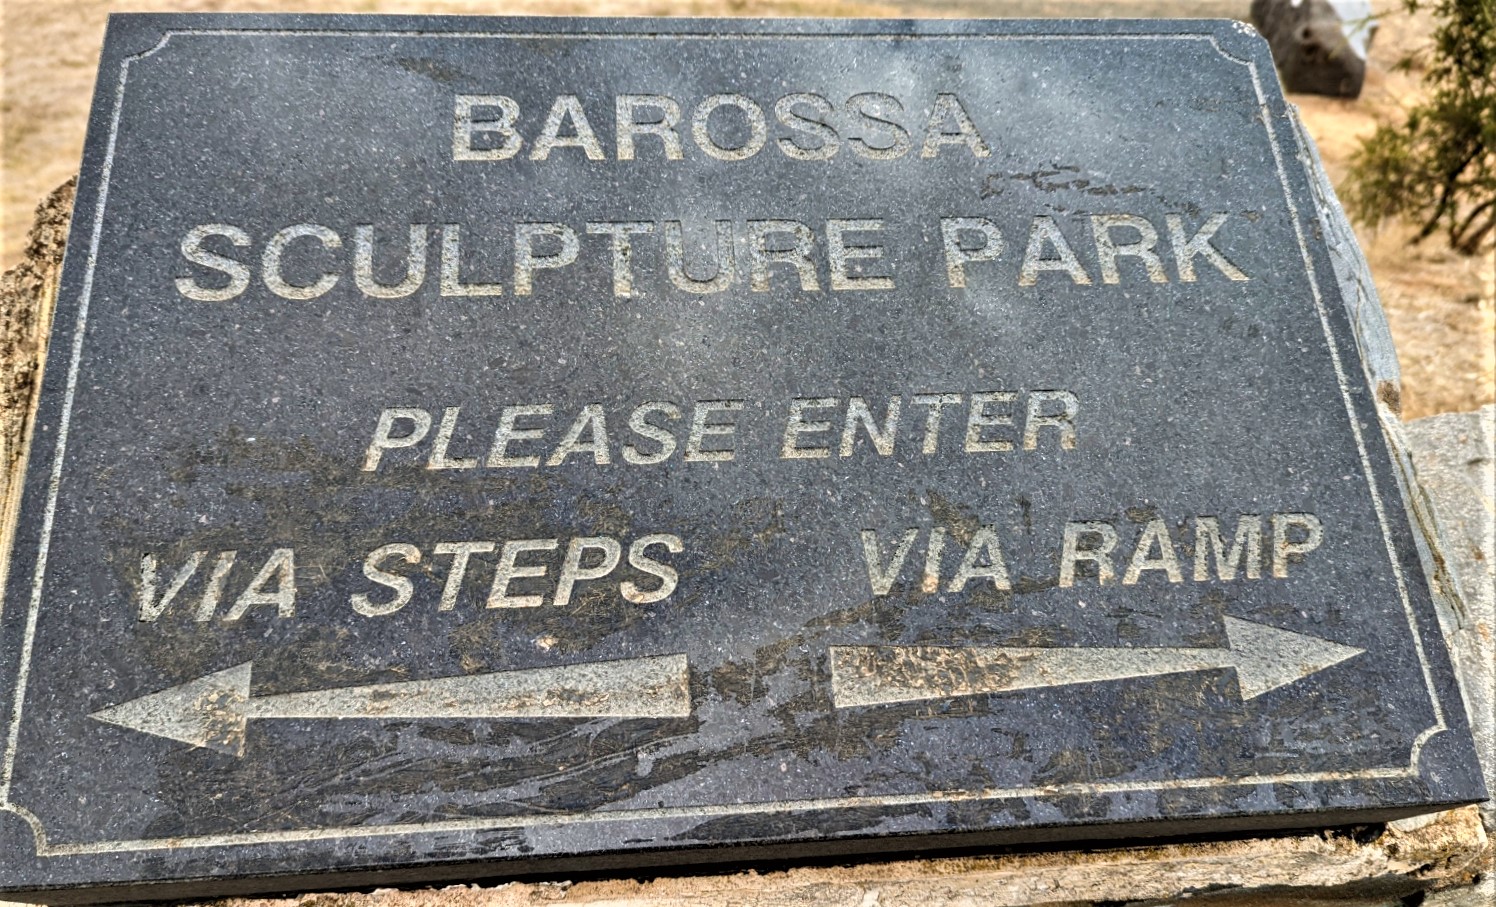 BAROSSA
SCULPTURE PARK
PLEASE ENTER
VIA STEPS VIA RAMP